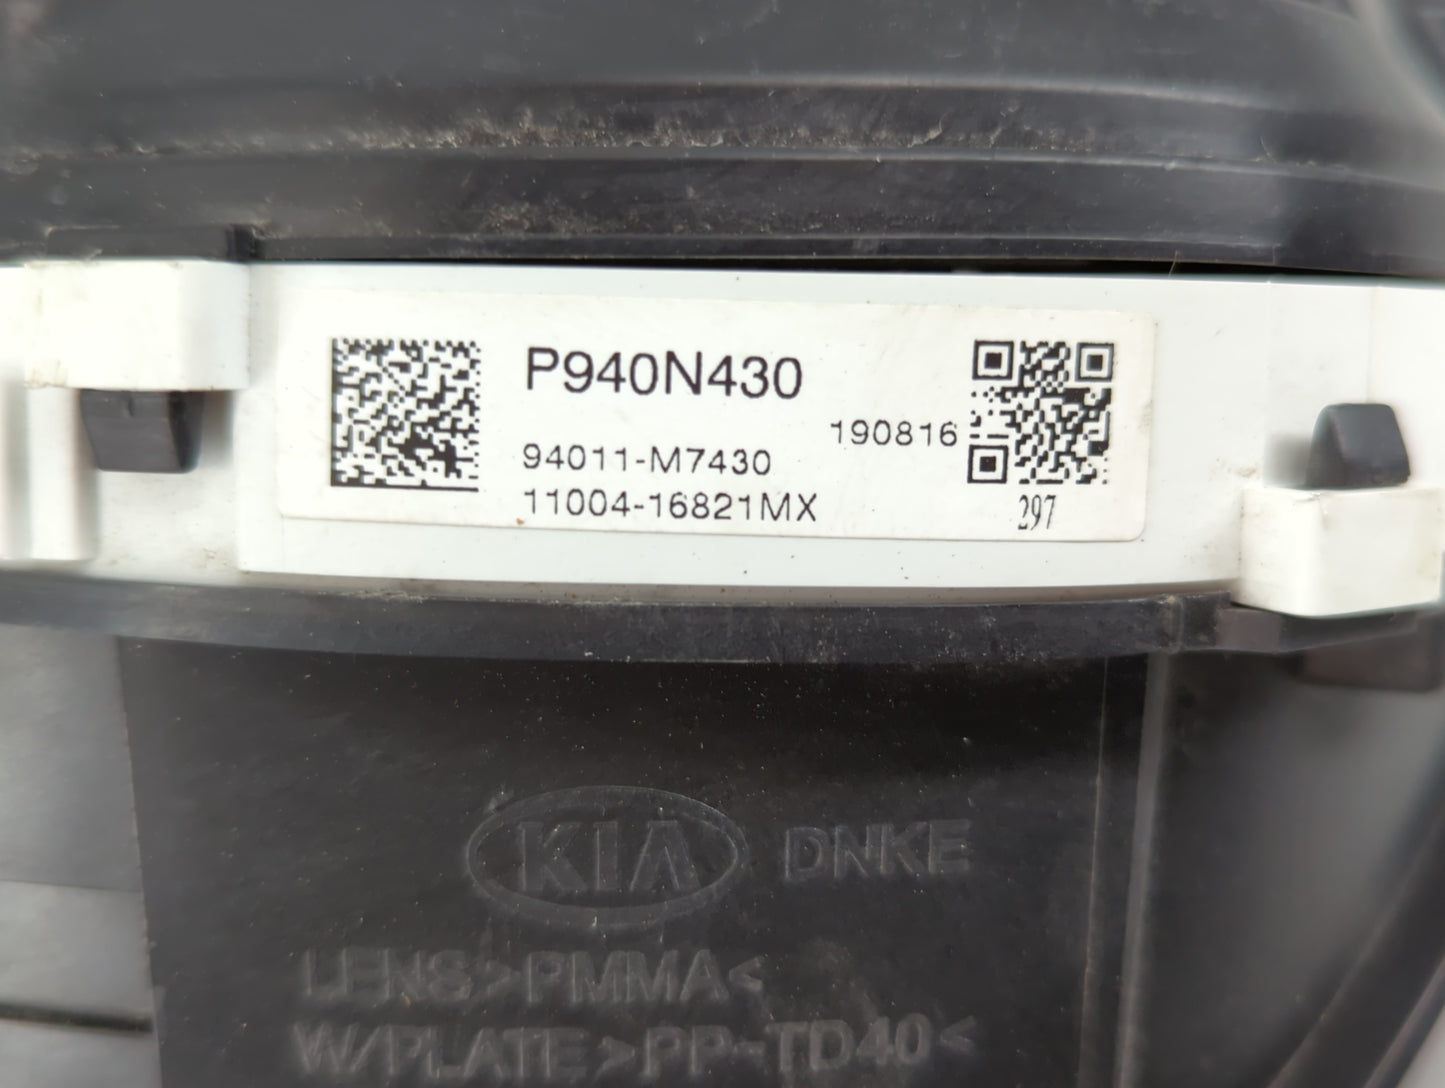 P940N430
190816
94011-M7430
11004-16821MX
297
KIA DNKE
LENS>PMMA<
W/PLATE>PP-TD40<